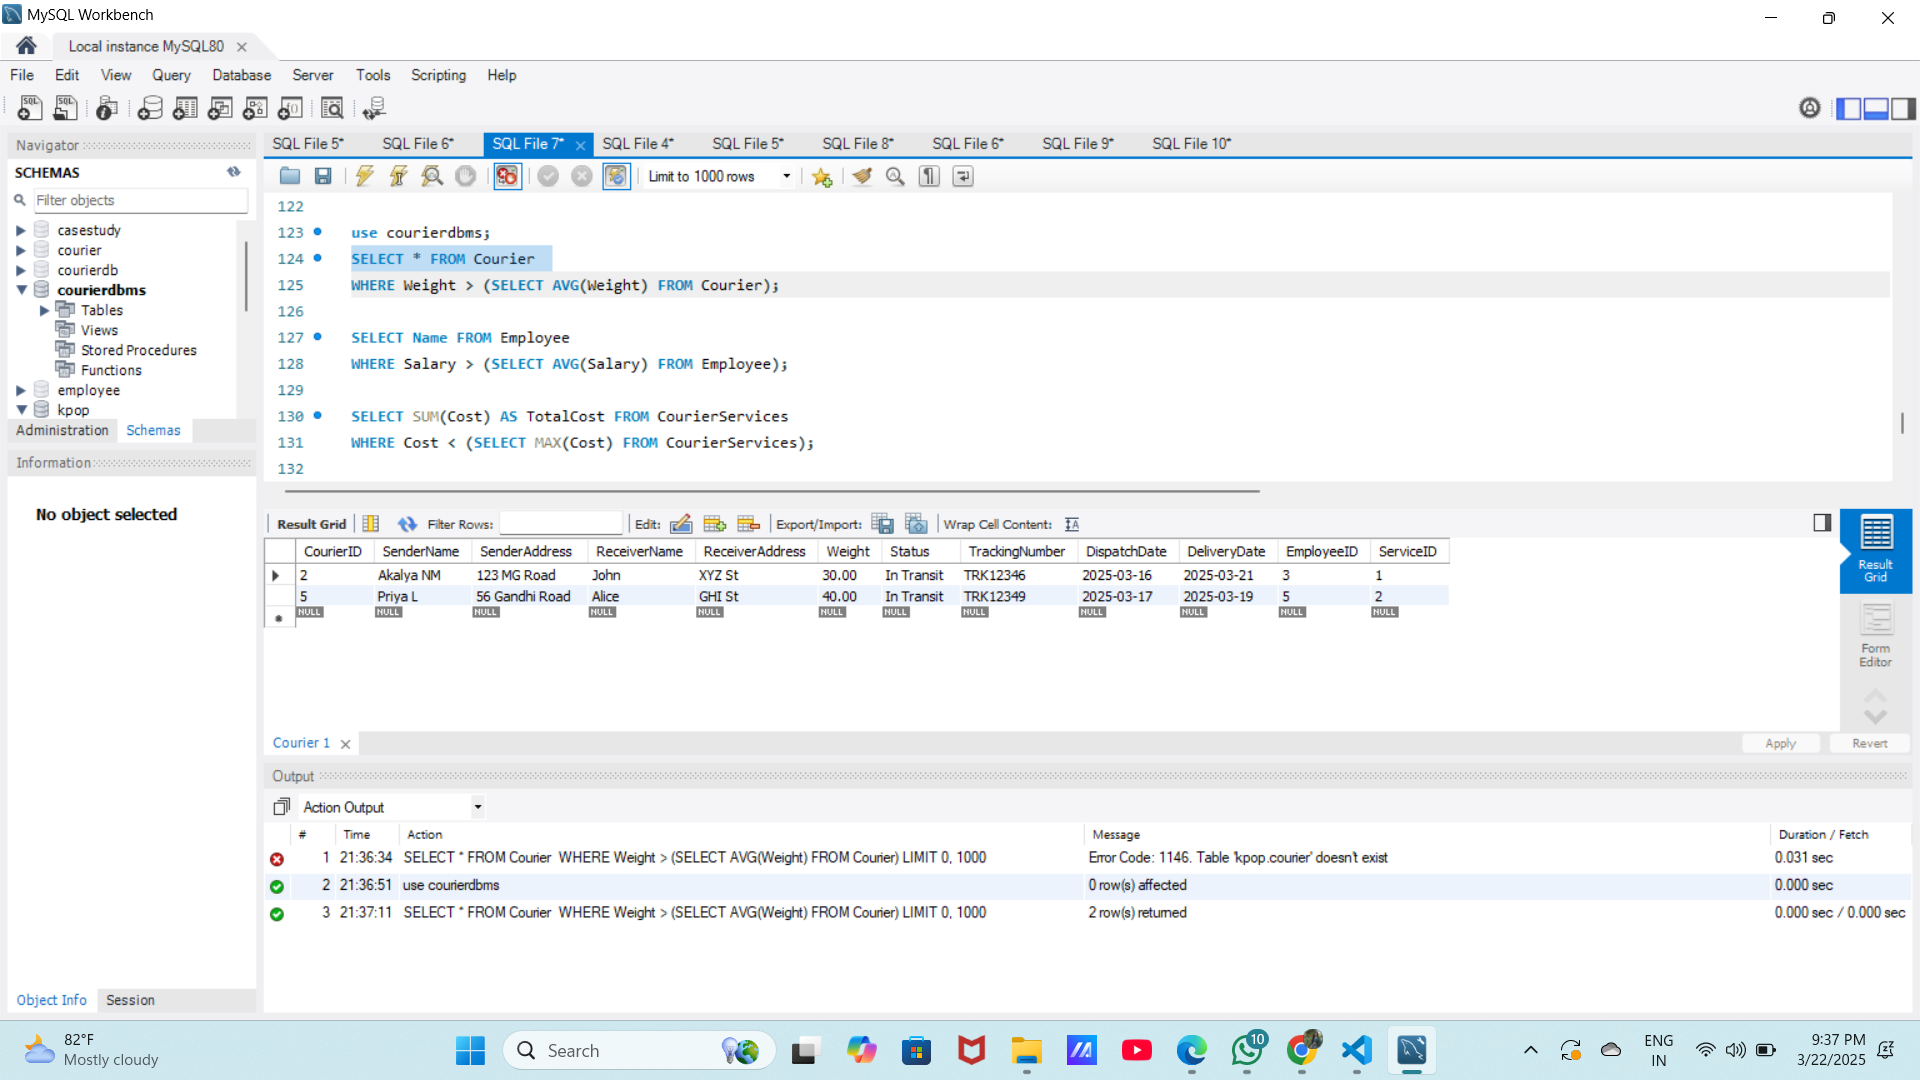 MySQL Workbench
Local instance MySQL80
File Edit View Query Database Server Tools Scripting Help
Navigator
SCHEMAS
Filter objects
casestudy
courier
courierdb
courierdbms
Tables
Views
Stored Procedures
Functions
employee
kpop
Administration Schemas
Information
No object selected
Object Info Session
SQL File 5* SQL File 6* SQL File 7* SQL File 4* SQL File 5* SQL File 8* SQL File 6* SQL File 9* SQL File 10*
Limit to 1000 rows
122
123 use courierdbms;
124 SELECT * FROM Courier
125 WHERE Weight > (SELECT AVG(Weight) FROM Courier);
126
127 SELECT Name FROM Employee
128 WHERE Salary > (SELECT AVG(Salary) FROM Employee);
129
130 SELECT SUM(Cost) AS TotalCost FROM CourierServices
131 WHERE Cost < (SELECT MAX(Cost) FROM CourierServices);
132
Result Grid Filter Rows: Edit: Export/Import: Wrap Cell Content:
CourierID SenderName SenderAddress ReceiverName ReceiverAddress Weight Status TrackingNumber DispatchDate DeliveryDate EmployeeID ServiceID
2 Akalya NM 123 MG Road John XYZ St 30.00 In Transit TRK12346 2025-03-16 2025-03-21 3 1
5 Priya L 56 Gandhi Road Alice GHI St 40.00 In Transit TRK12349 2025-03-17 2025-03-19 5 2
NULL NULL NULL NULL NULL NULL NULL NULL NULL NULL NULL NULL
Result
Grid
Form
Editor
Courier 1
Apply Revert
Output
Action Output
# Time Action Message Duration / Fetch
1 21:36:34 SELECT * FROM Courier WHERE Weight > (SELECT AVG(Weight) FROM Courier) LIMIT 0, 1000 Error Code: 1146. Table 'kpop.courier' doesn't exist 0.031 sec
2 21:36:51 use courierdbms 0 row(s) affected 0.000 sec
3 21:37:11 SELECT * FROM Courier WHERE Weight > (SELECT AVG(Weight) FROM Courier) LIMIT 0, 1000 2 row(s) returned 0.000 sec / 0.000 sec
82°F
Mostly cloudy
Search
10
ENG
IN
9:37 PM
3/22/2025